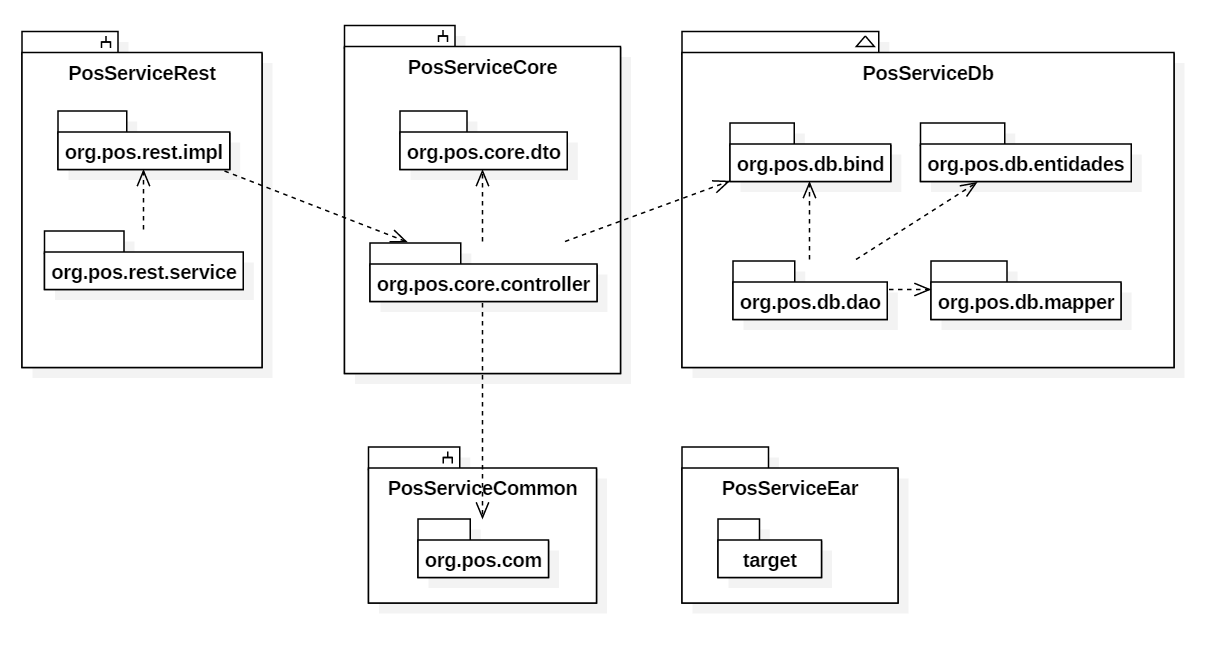 PosServiceRest
org.pos.rest.impl
org.pos.rest.service
PosServiceCore
org.pos.core.dto
org.pos.core.controller
PosServiceDb
org.pos.db.bind
org.pos.db.entidades
org.pos.db.dao
org.pos.db.mapper
PosServiceCommon
org.pos.com
PosServiceEar
target